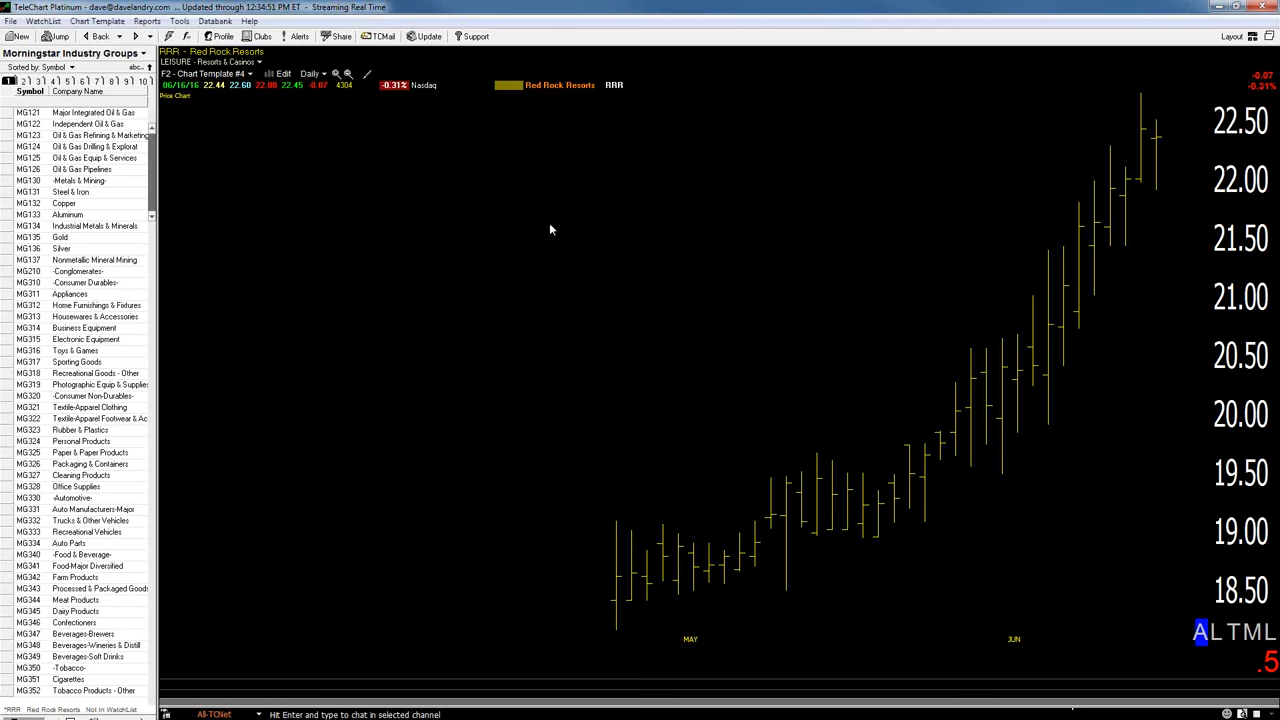 TeleChart Platinum - dave@davelandry.com ... Updated through 12:34:51 PM ET - Streaming Real Time
File WatchList Chart Template Reports Tools Databank Help
New Jump Back Profile Clubs Alerts Share TCMail Update Support Layout
Morningstar Industry Groups
Sorted by: Symbol abc..
1 2 3 4 5 6 7 8 9 10
Symbol Company Name
MG121 Major Integrated Oil & Gas
MG122 Independent Oil & Gas
MG123 Oil & Gas Refining & Marketing
MG124 Oil & Gas Drilling & Explorat
MG125 Oil & Gas Equip & Services
MG126 Oil & Gas Pipelines
MG130 -Metals & Mining-
MG131 Steel & Iron
MG132 Copper
MG133 Aluminum
MG134 Industrial Metals & Minerals
MG135 Gold
MG136 Silver
MG137 Nonmetallic Mineral Mining
MG210 -Conglomerates-
MG310 -Consumer Durables-
MG311 Appliances
MG312 Home Furnishings & Fixtures
MG313 Housewares & Accessories
MG314 Business Equipment
MG315 Electronic Equipment
MG316 Toys & Games
MG317 Sporting Goods
MG318 Recreational Goods - Other
MG319 Photographic Equip & Supplies
MG320 -Consumer Non-Durables-
MG321 Textile-Apparel Clothing
MG322 Textile-Apparel Footwear & Ac
MG323 Rubber & Plastics
MG324 Personal Products
MG325 Paper & Paper Products
MG326 Packaging & Containers
MG327 Cleaning Products
MG328 Office Supplies
MG330 -Automotive-
MG331 Auto Manufacturers-Major
MG332 Trucks & Other Vehicles
MG333 Recreational Vehicles
MG334 Auto Parts
MG340 -Food & Beverage-
MG341 Food-Major Diversified
MG342 Farm Products
MG343 Processed & Packaged Goods
MG344 Meat Products
MG345 Dairy Products
MG346 Confectioners
MG347 Beverages-Brewers
MG348 Beverages-Wineries & Distill
MG349 Beverages-Soft Drinks
MG350 -Tobacco-
MG351 Cigarettes
MG352 Tobacco Products - Other
*RRR Red Rock Resorts Not In WatchList
RRR - Red Rock Resorts
LEISURE - Resorts & Casinos
F2 - Chart Template #4 Edit Daily
06/16/16 22.44 22.60 22.00 22.45 -0.07 4304 -0.31% Nasdaq Red Rock Resorts RRR
Price Chart
-0.07
-0.31%
22.50
22.00
21.50
21.00
20.50
20.00
19.50
19.00
18.50
MAY JUN
ALTML
.5
All-TCNet Hit Enter and type to chat in selected channel